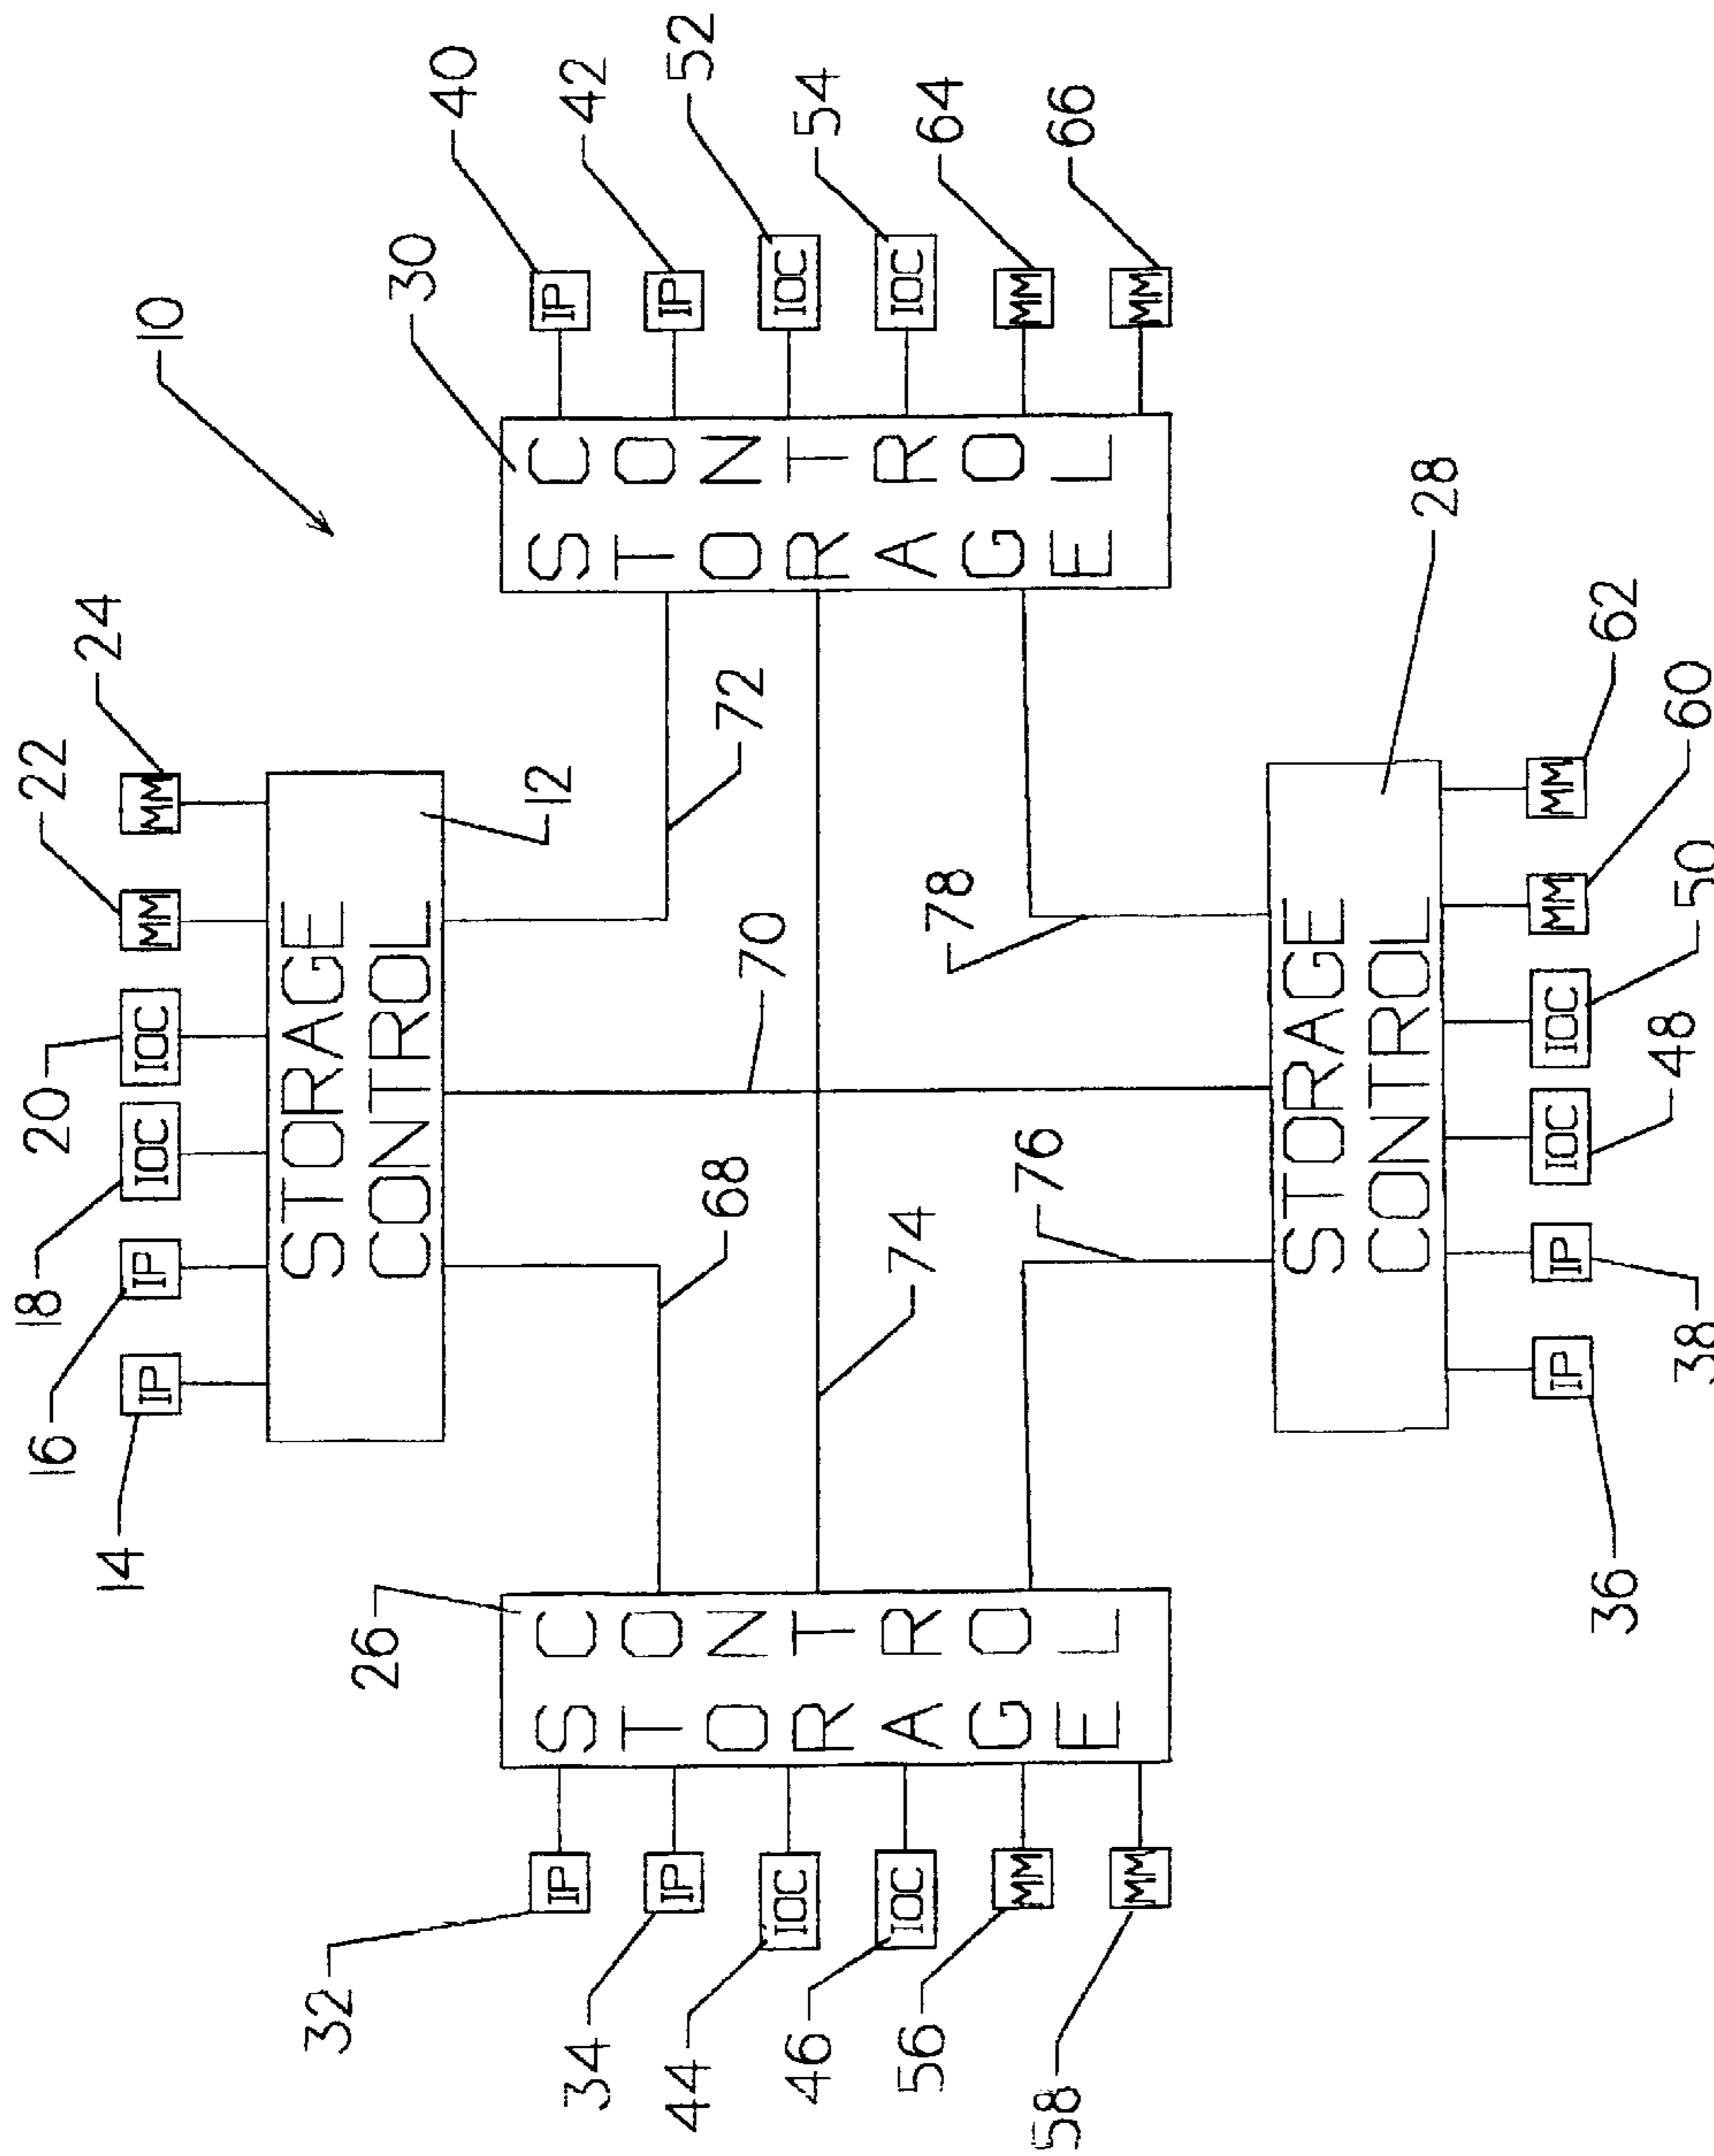 10
14
16
18
20
22
24
IP
IP
IOC
IOC
MM
MM
STORAGE
CONTROL
12
26
STORAGE
CONTROL
32
34
44
46
56
58
IP
IP
IOC
IOC
MM
MM
68
70
72
74
76
78
30
STORAGE
CONTROL
IP
IP
IOC
IOC
MM
MM
40
42
52
54
64
66
STORAGE
CONTROL
28
IP
IP
IOC
IOC
MM
MM
36
38
48
50
60
62